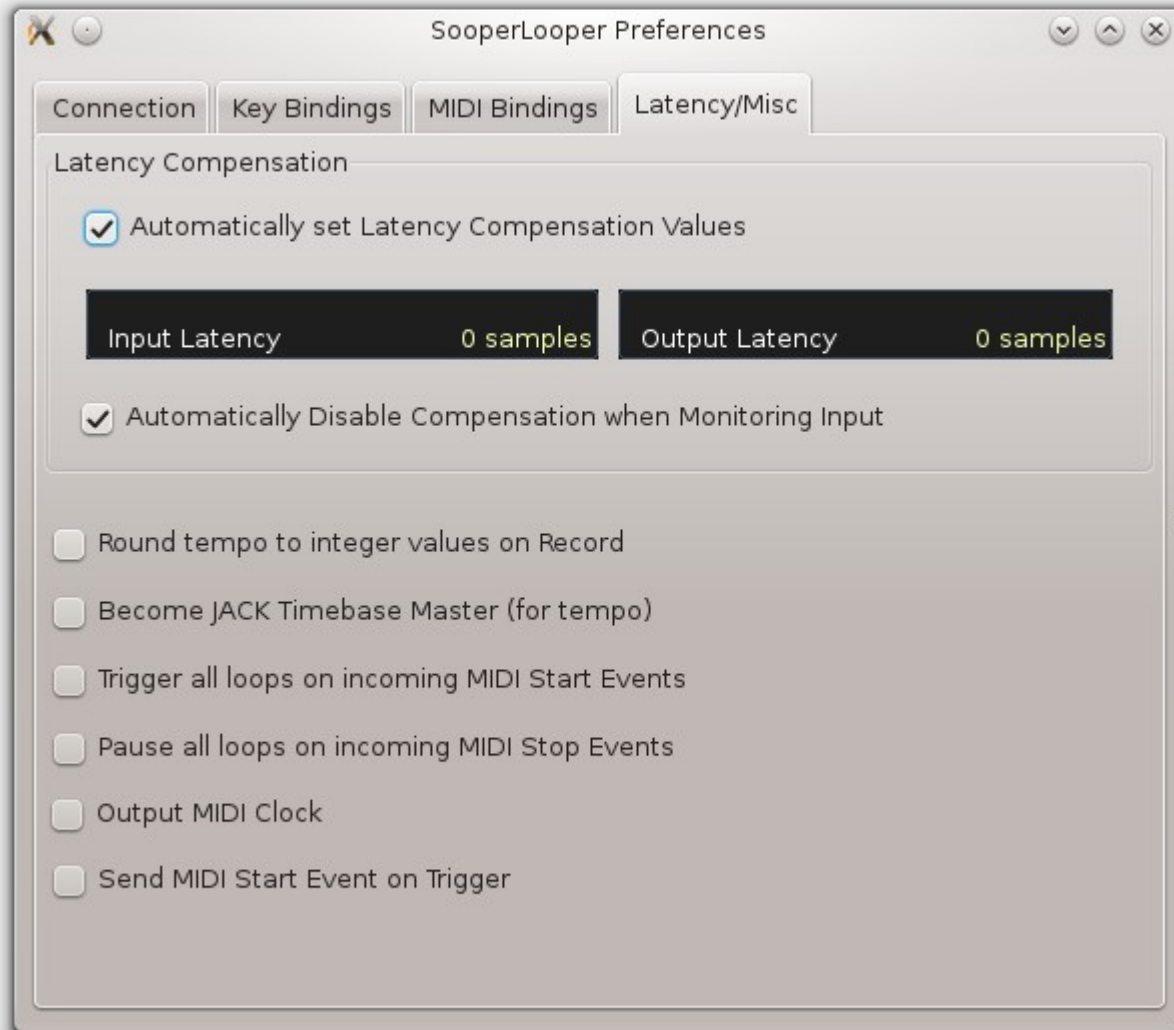 SooperLooper Preferences
Connection Key Bindings MIDI Bindings Latency/Misc
Latency Compensation
Automatically set Latency Compensation Values
Input Latency 0 samples Output Latency 0 samples
Automatically Disable Compensation when Monitoring Input
Round tempo to integer values on Record
Become JACK Timebase Master (for tempo)
Trigger all loops on incoming MIDI Start Events
Pause all loops on incoming MIDI Stop Events
Output MIDI Clock
Send MIDI Start Event on Trigger